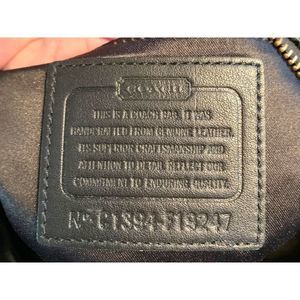 COACH
THIS IS A COACH BAG. IT WAS
HANDCRAFTED FROM GENUINE LEATHER.
ITS SUPERIOR CRAFTSMANSHIP AND
ATTENTION TO DETAIL REFLECT OUR
COMMITMENT TO ENDURING QUALITY.
No C1394-F19247